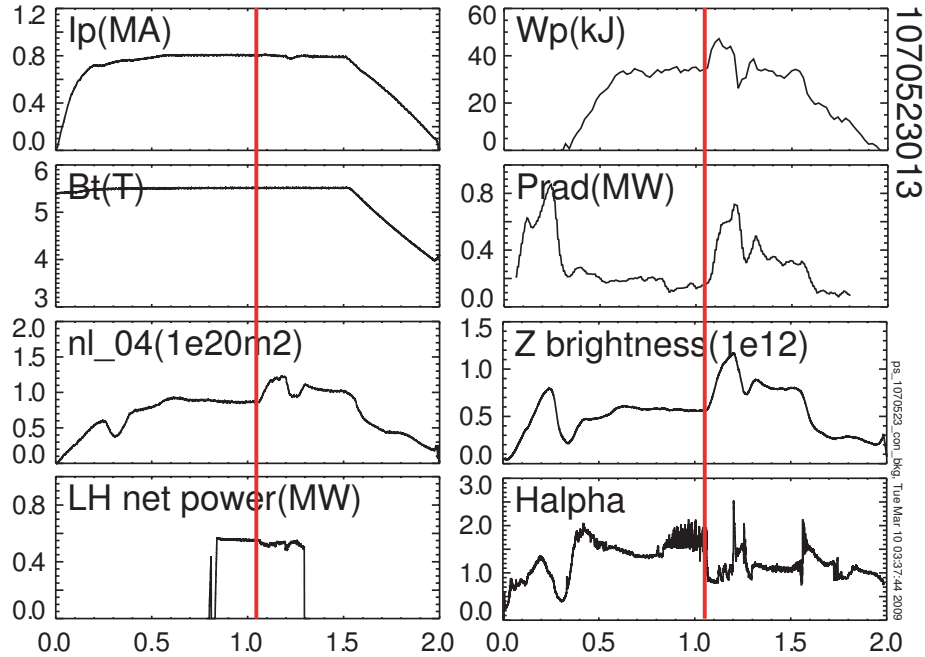 Ip(MA)
1.2
0.8
0.4
0.0
Wp(kJ)
60
40
20
0
1070523013
Bt(T)
6
5
4
3
Prad(MW)
0.8
0.4
0.0
nl_04(1e20m2)
2.0
1.5
1.0
0.5
0.0
Z brightness(1e12)
1.5
1.0
0.5
0.0
LH net power(MW)
0.8
0.4
0.0
0.0 0.5 1.0 1.5 2.0
Halpha
3.0
2.0
1.0
0.0
0.0 0.5 1.0 1.5 2.0
ps_1070523_con_bkg, Tue Mar 10 03:37:44 2009